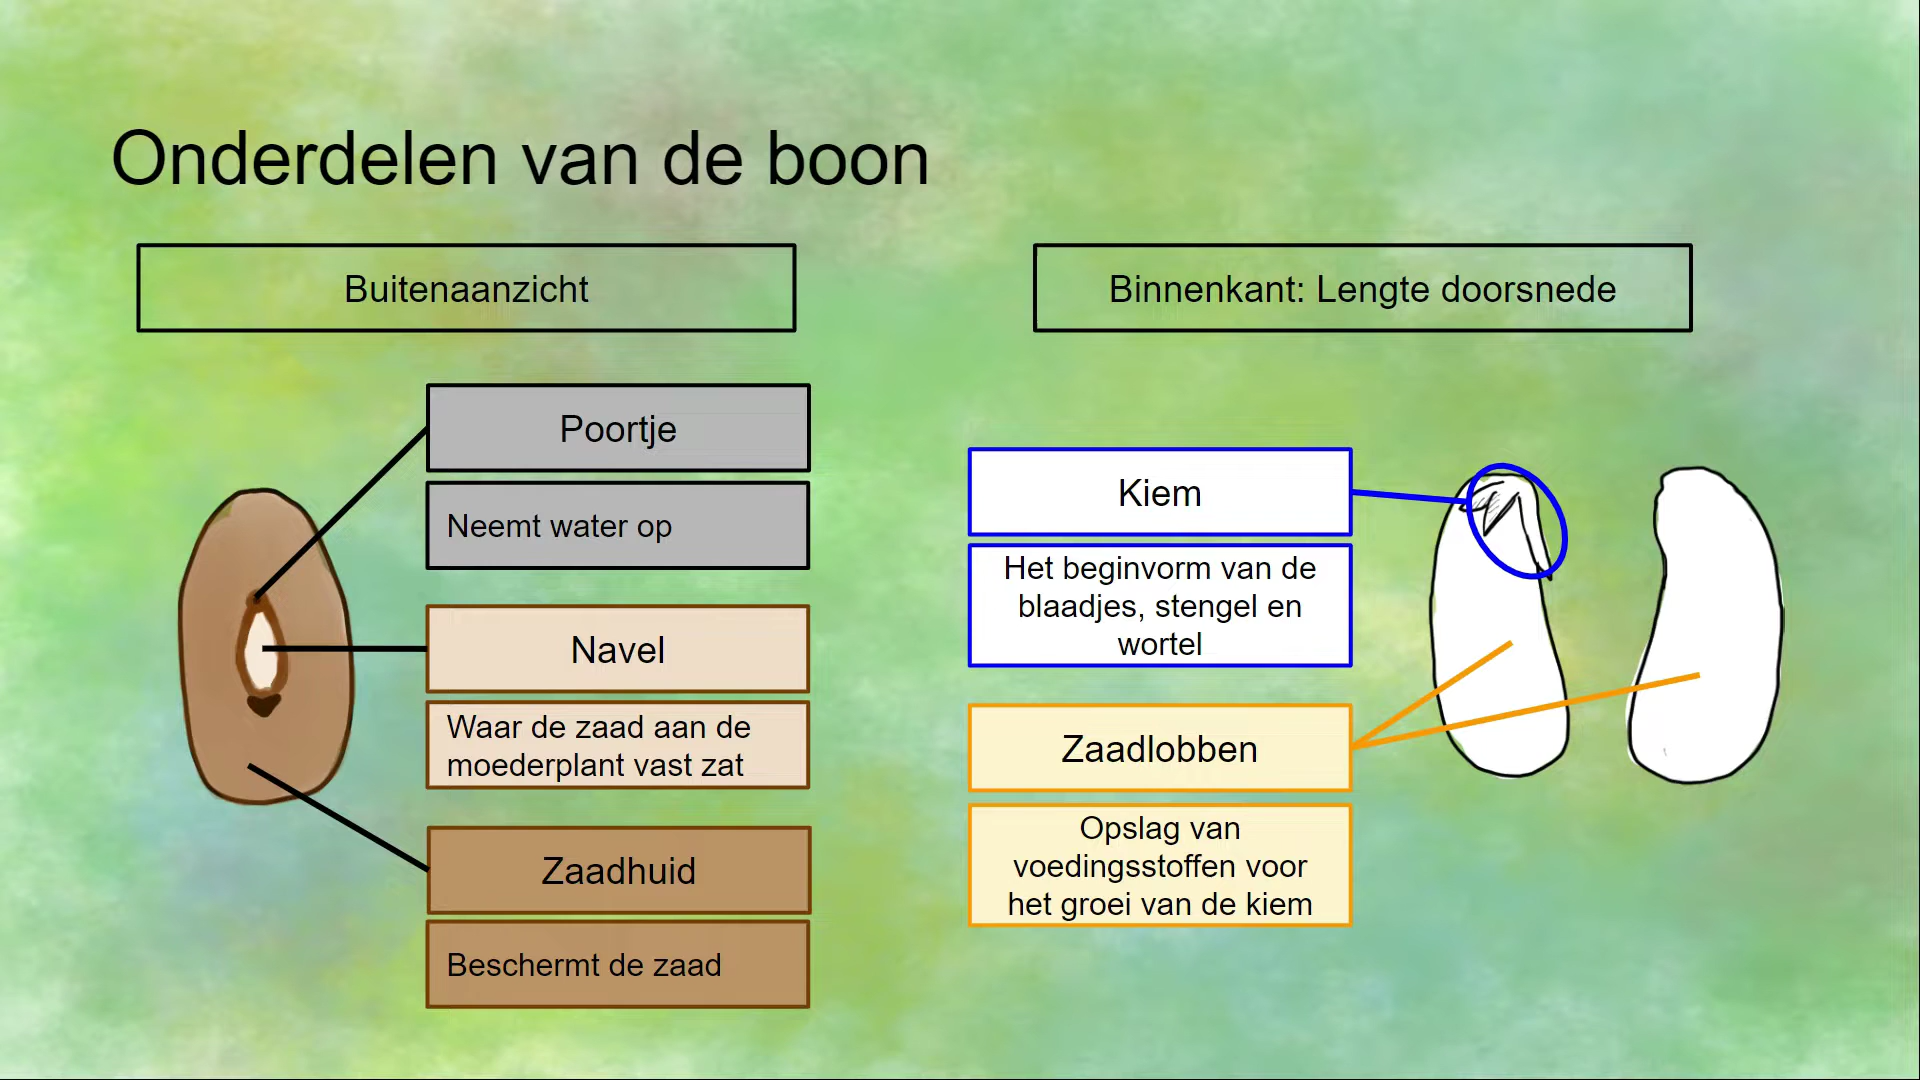 Onderdelen van de boon
Buitenaanzicht
Poortje
Neemt water op
Navel
Waar de zaad aan de
moederplant vast zat
Zaadhuid
Beschermt de zaad
Binnenkant: Lengte doorsnede
Kiem
Het beginvorm van de
blaadjes, stengel en
wortel
Zaadlobben
Opslag van
voedingsstoffen voor
het groei van de kiem